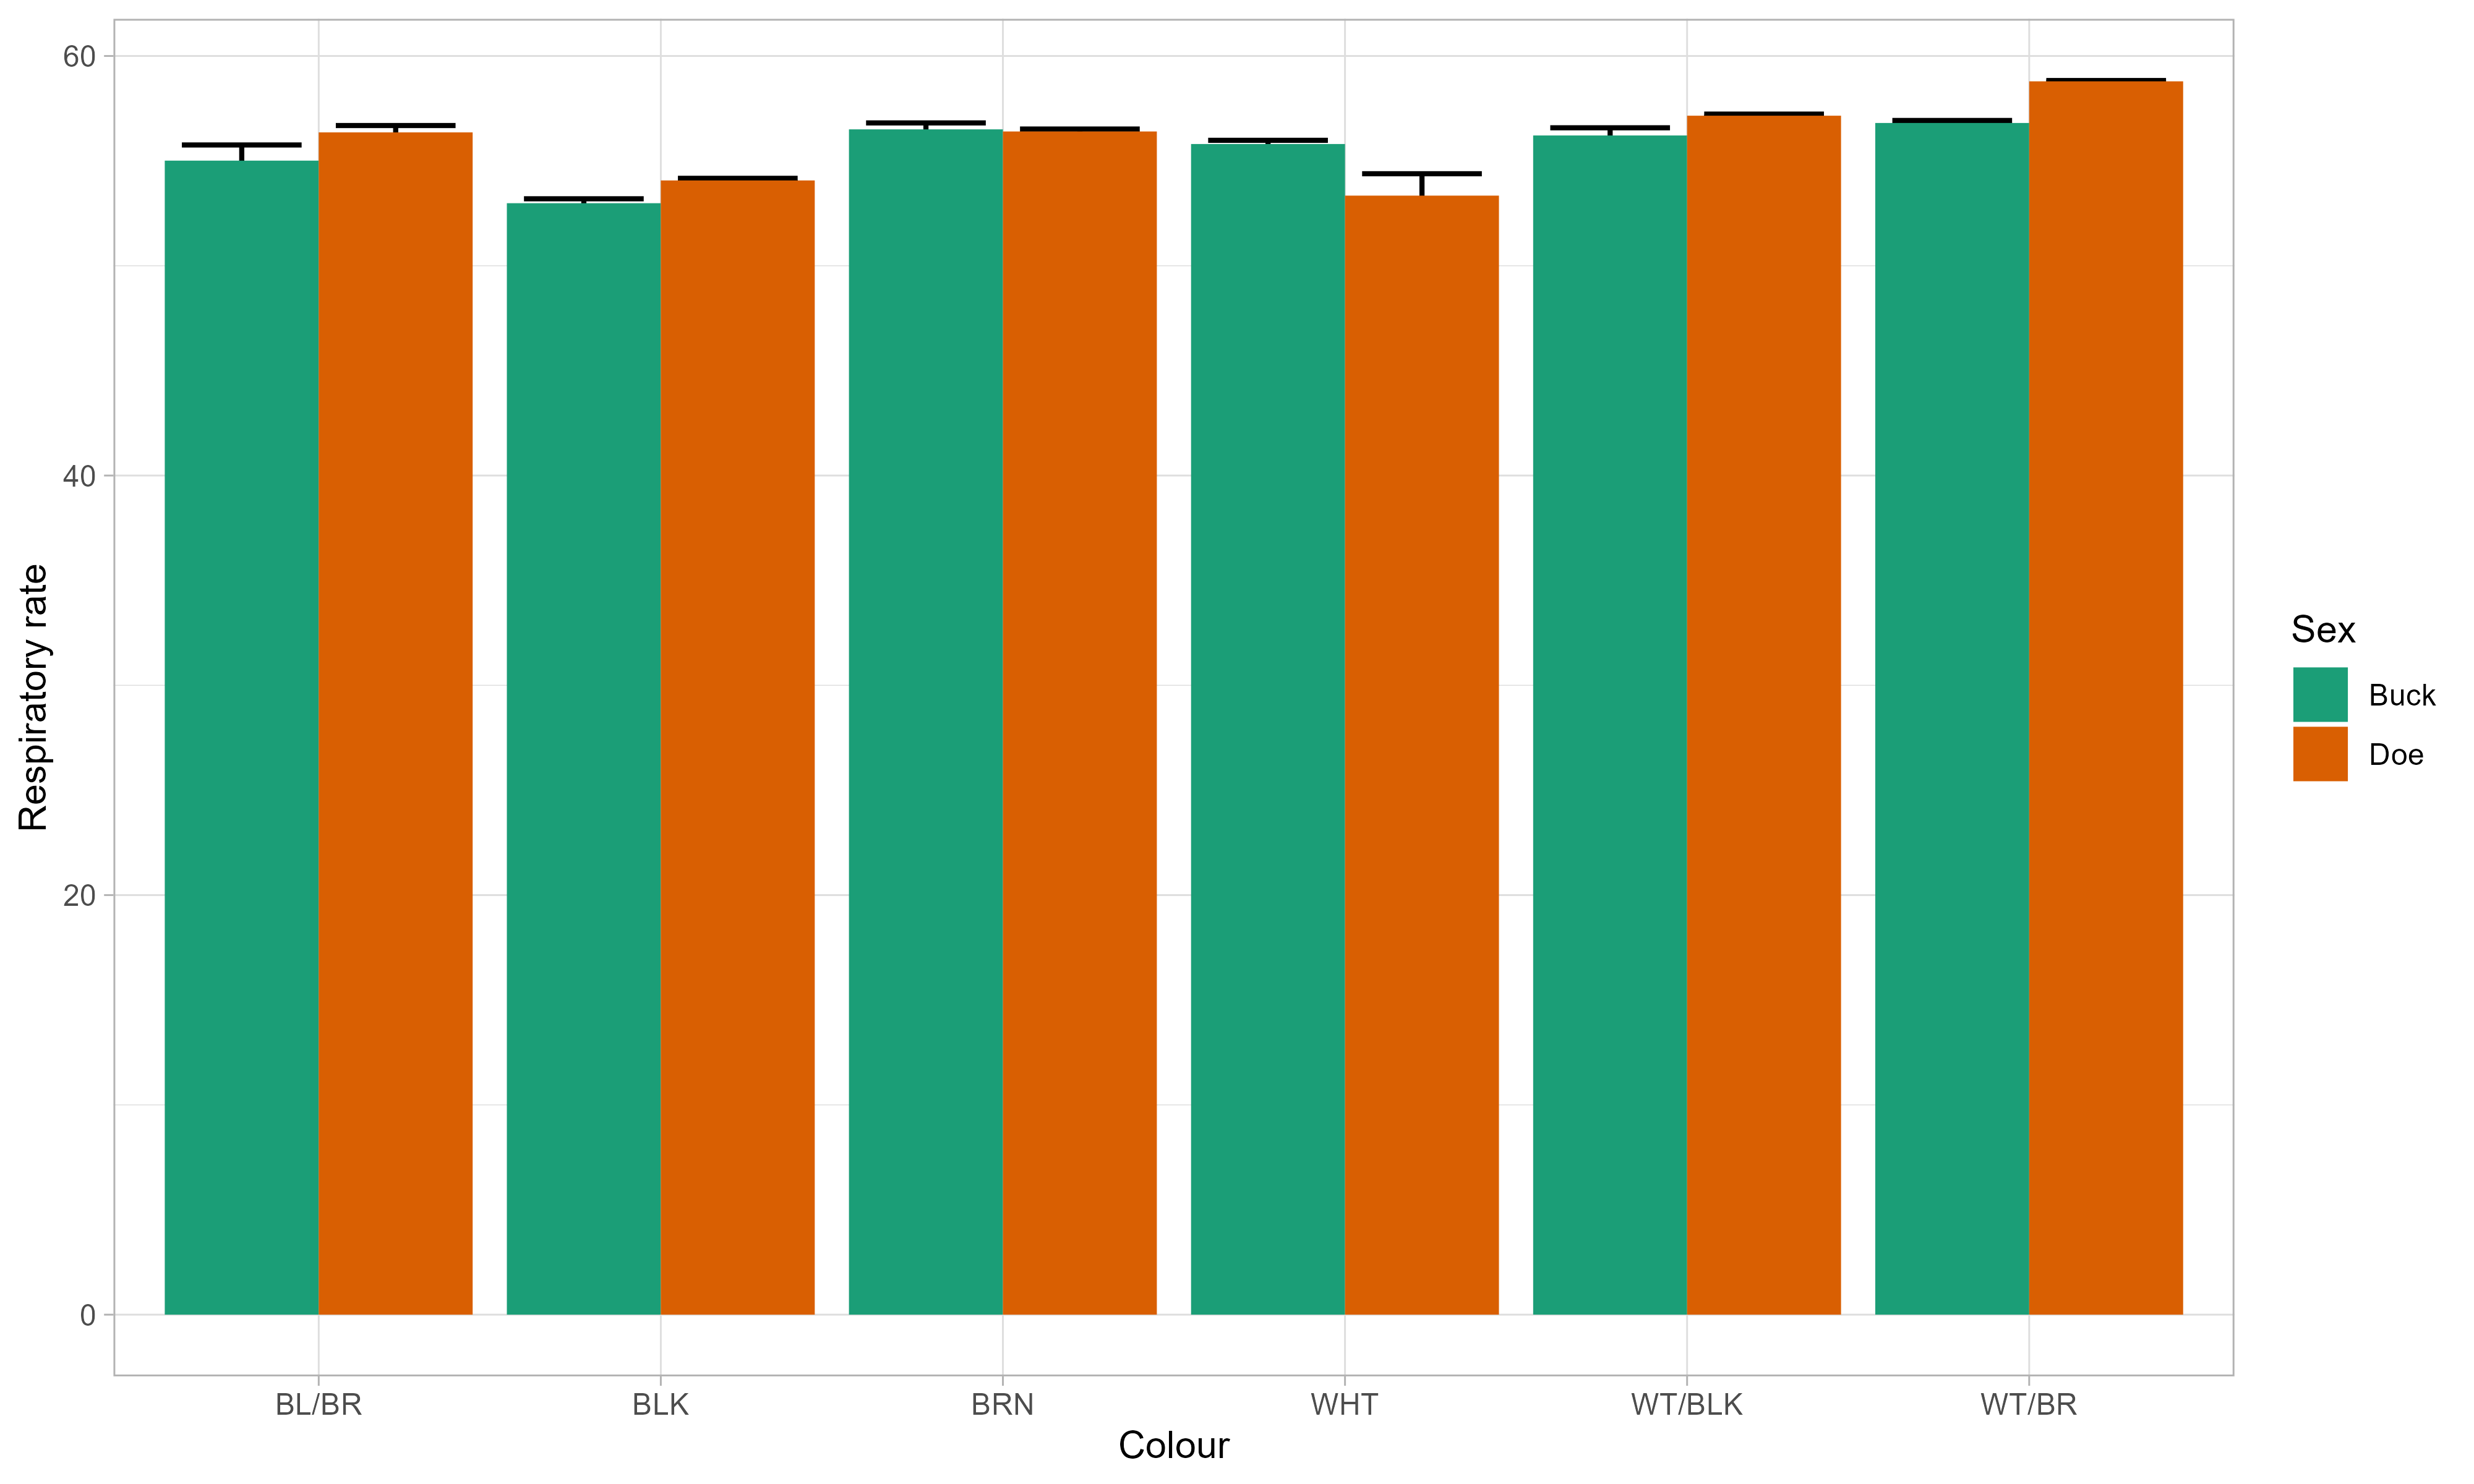 60
40
20
0
Respiratory rate
BL/BR BLK BRN WHT WT/BLK WT/BR
Colour
Sex
Buck
Doe